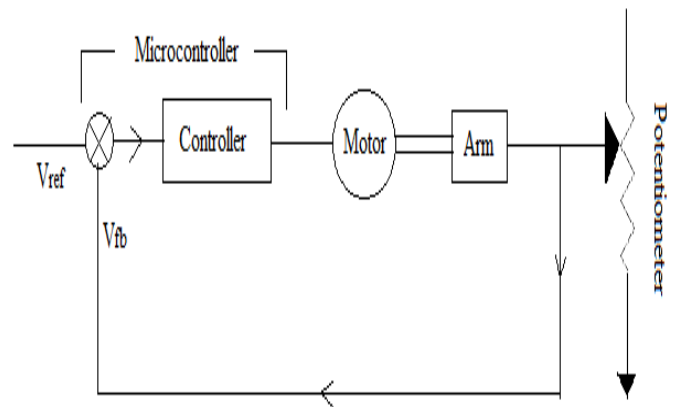 Microcontroller
Controller
Motor
Arm
Potentiometer
Vref
Vfb